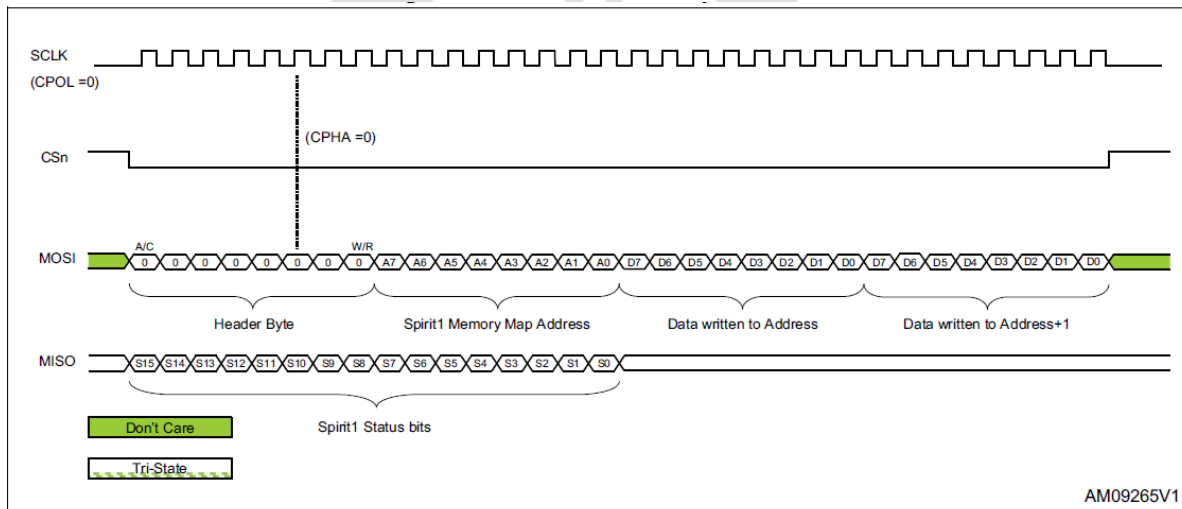 SCLK
(CPOL =0)
(CPHA =0)
CSn
A/C W/R
MOSI 0 0 0 0 0 0 0 0 A7 A6 A5 A4 A3 A2 A1 A0 D7 D6 D5 D4 D3 D2 D1 D0 D7 D6 D5 D4 D3 D2 D1 D0
Header Byte Spirit1 Memory Map Address Data written to Address Data written to Address+1
MISO S15 S14 S13 S12 S11 S10 S9 S8 S7 S6 S5 S4 S3 S2 S1 S0
Don't Care Spirit1 Status bits
Tri-State
AM09265V1